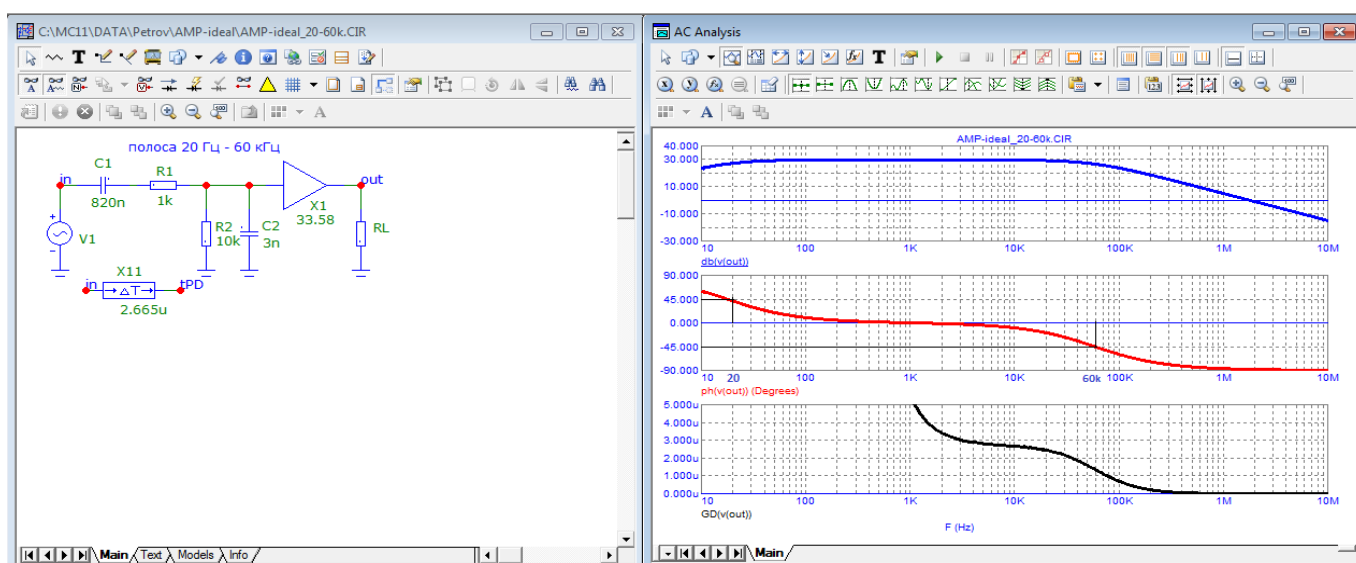 C:\MC11\DATA\Petrov\AMP-ideal\AMP-ideal_20-60k.CIR
полоса 20 Гц - 60 кГц
in
C1
820n
R1
1k
X1
33.58
out
V1
R2
10k
C2
3n
RL
in
X11
ΔT
tPD
2.665u
Main
Text
Models
Info
AC Analysis
AMP-ideal_20-60k.CIR
40.000
30.000
10.000
-10.000
-30.000
10 100 1K 10K 100K 1M 10M
db(v(out))
90.000
45.000
0.000
-45.000
-90.000
10 20 100 1K 10K 60k 100K 1M 10M
ph(v(out)) (Degrees)
5.000u
4.000u
3.000u
2.000u
1.000u
0.000u
10 100 1K 10K 100K 1M 10M
GD(v(out))
F (Hz)
Main